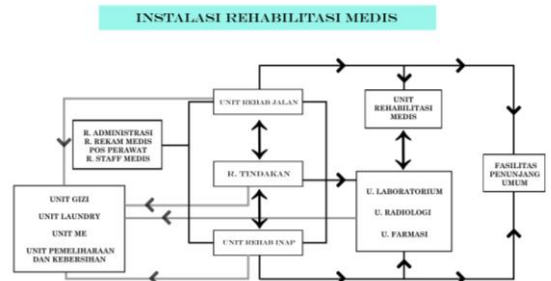 INSTALASI REHABILITASI MEDIS
UNIT REHAB JALAN
UNIT
REHABILITASI
MEDIS
R. ADMINISTRASI
R. REKAM MEDIS
POS PERAWAT
R. STAFF MEDIS
R. TINDAKAN
FASILITAS
PENUNJANG
UMUM
UNIT GIZI
UNIT LAUNDRY
UNIT ME
UNIT PEMELIHARAAN
DAN KEBERSIHAN
U. LABORATORIUM
U. RADIOLOGI
U. FARMASI
UNIT REHAB INAP